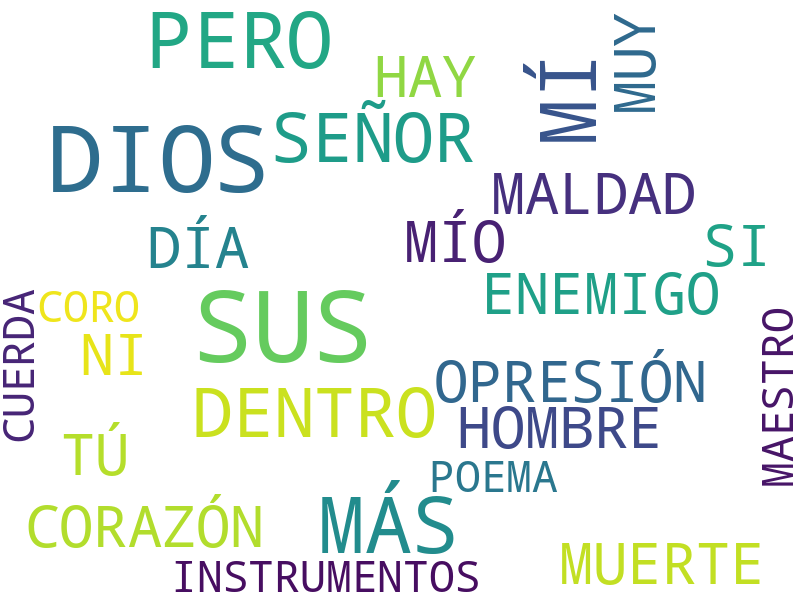 PERO
HAY
MÍ
MUY
DIOS
SEÑOR
MALDAD
DÍA
MÍO
SI
CORO
SUS
ENEMIGO
CUERDA
NI
OPRESIÓN
MAESTRO
DENTRO
HOMBRE
TÚ
POEMA
CORAZÓN
MÁS
INSTRUMENTOS
MUERTE